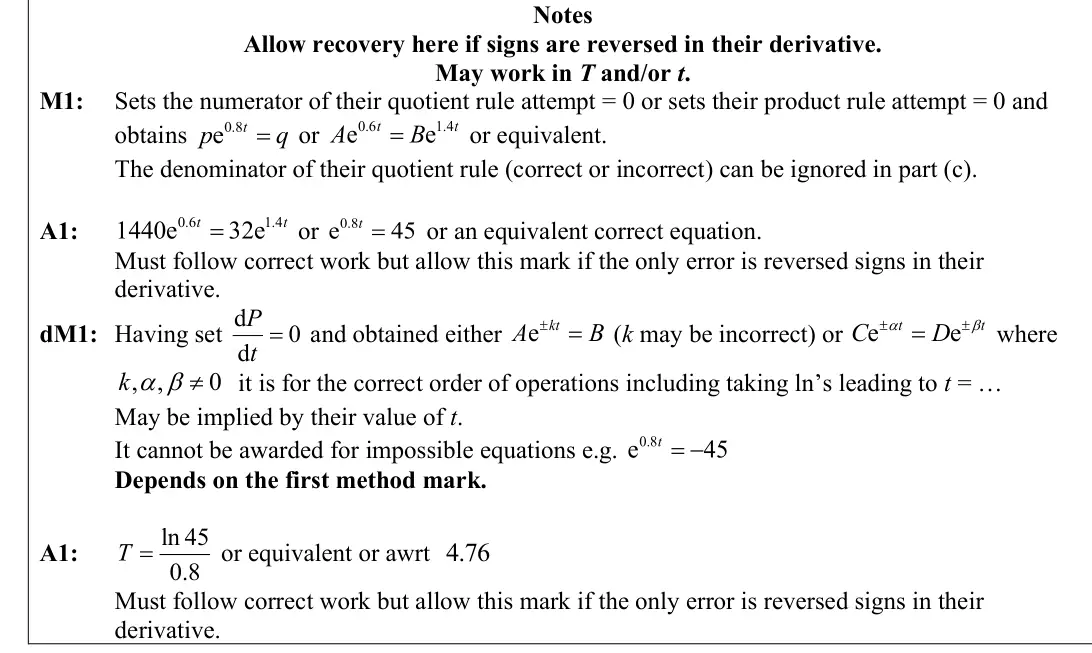 Notes
Allow recovery here if signs are reversed in their derivative.
May work in T and/or t.
M1: Sets the numerator of their quotient rule attempt = 0 or sets their product rule attempt = 0 and
obtains pe^{0.8t} = q or Ae^{0.6t} = Be^{1.4t} or equivalent.
The denominator of their quotient rule (correct or incorrect) can be ignored in part (c).
A1: 1440e^{0.6t} = 32e^{1.4t} or e^{0.8t} = 45 or an equivalent correct equation.
Must follow correct work but allow this mark if the only error is reversed signs in their
derivative.
dM1: Having set dP/dt = 0 and obtained either Ae^{±kt} = B (k may be incorrect) or Ce^{±αt} = De^{±βt} where
k, α, β ≠ 0 it is for the correct order of operations including taking ln’s leading to t = …
May be implied by their value of t.
It cannot be awarded for impossible equations e.g. e^{0.8t} = −45
Depends on the first method mark.
A1: T = ln 45/0.8 or equivalent or awrt 4.76
Must follow correct work but allow this mark if the only error is reversed signs in their
derivative.